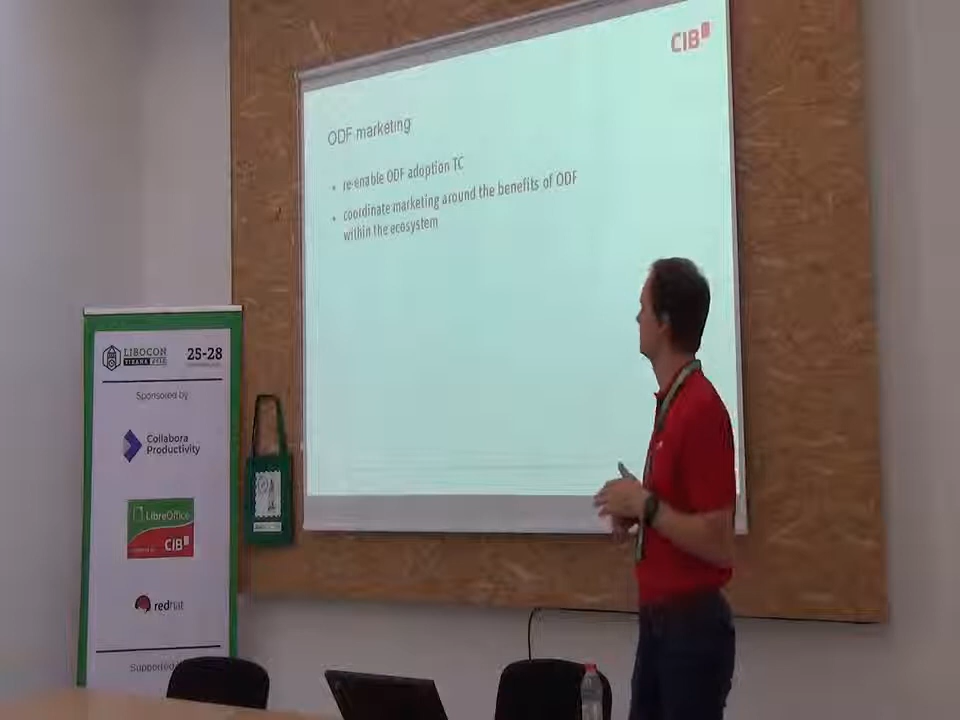 CIB
ODF marketing
• re-enable ODF adoption TC
• coordinate marketing around the benefits of ODF
within the ecosystem
LIBOCON
25-28
Sponsored by
Collabora
Productivity
LibreOffice
CIB
redhat
Supported